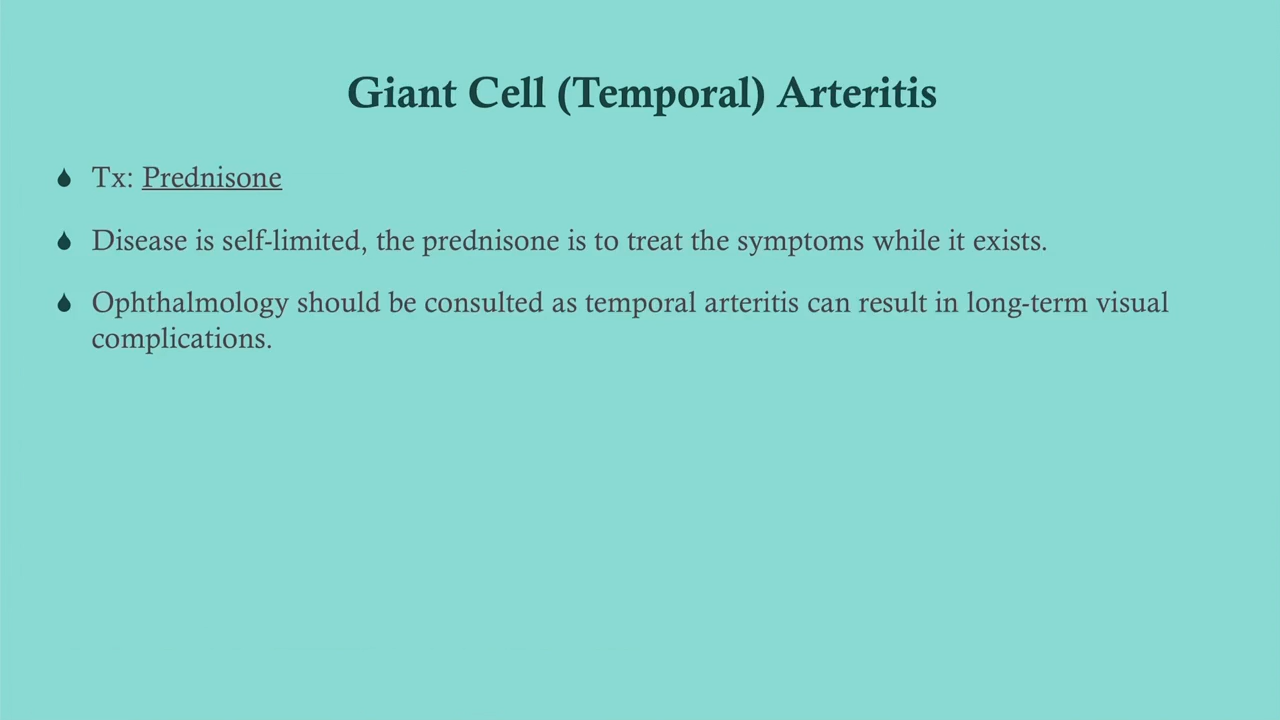 Giant Cell (Temporal) Arteritis
Tx: Prednisone
Disease is self-limited, the prednisone is to treat the symptoms while it exists.
Ophthalmology should be consulted as temporal arteritis can result in long-term visual
complications.